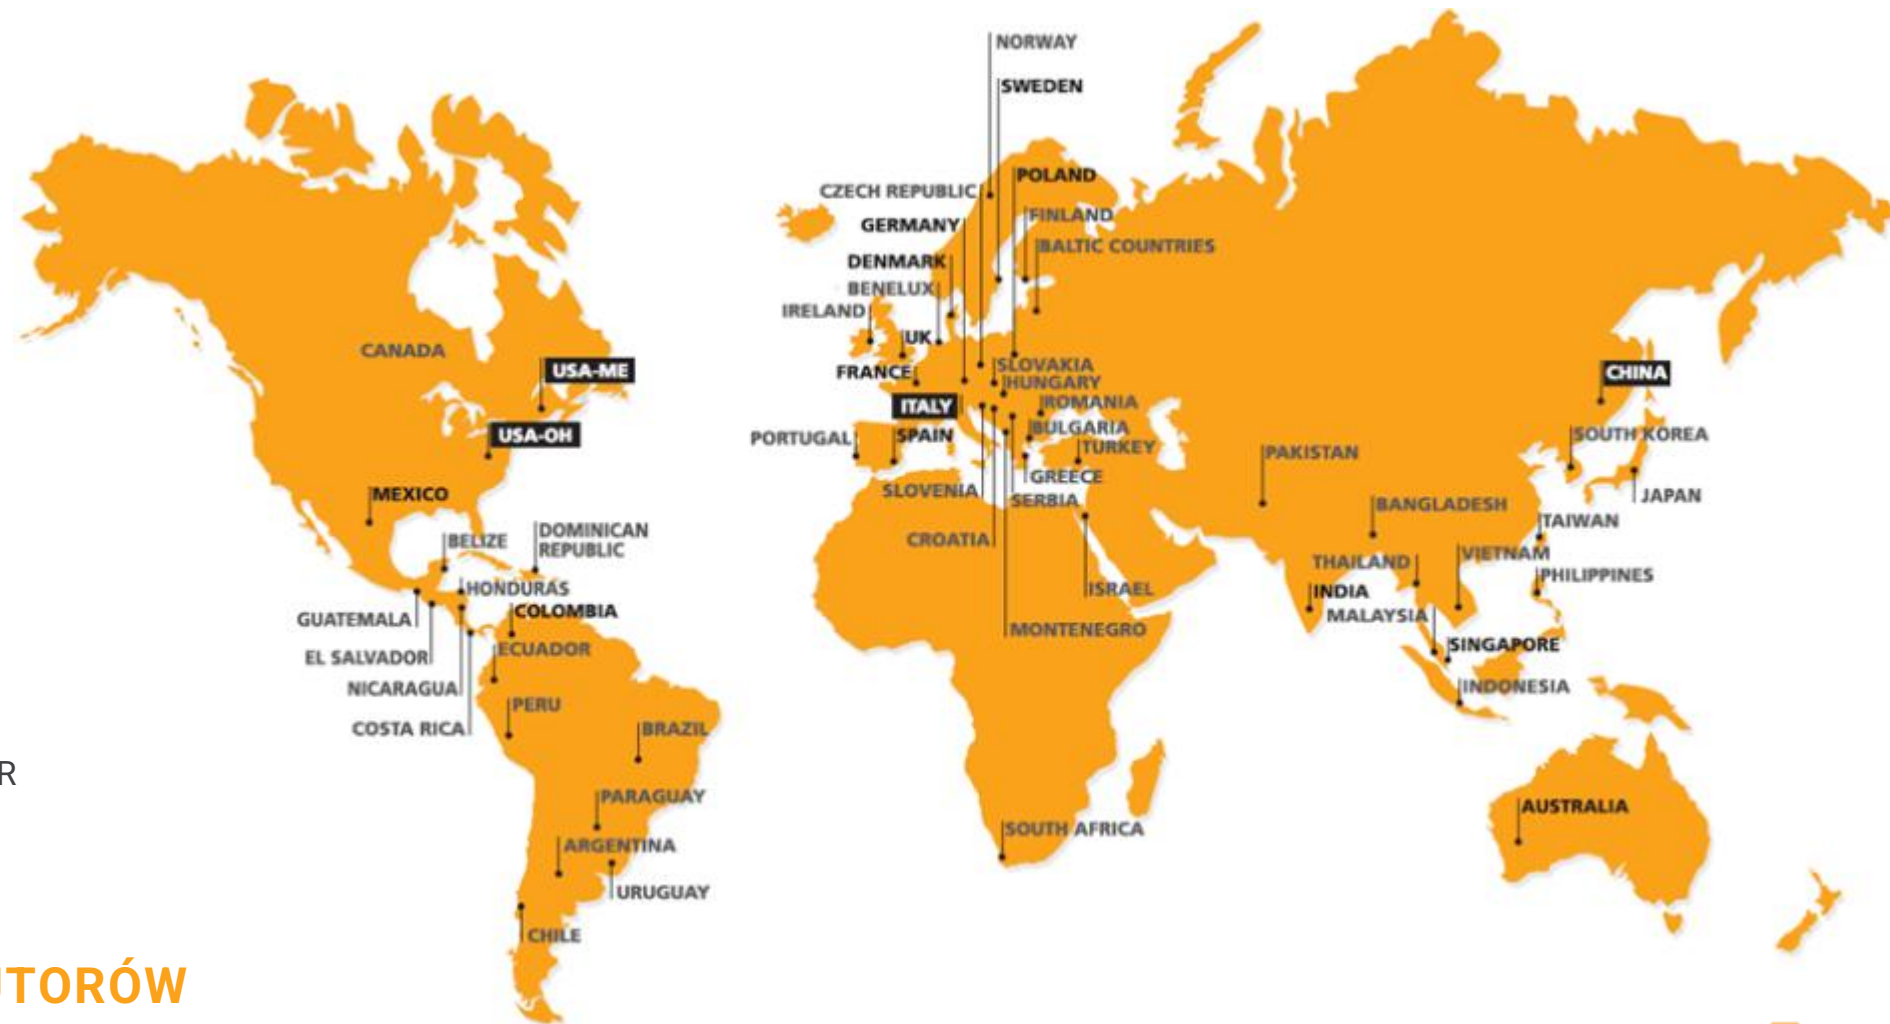 NORWAY
SWEDEN
POLAND
CZECH REPUBLIC
FINLAND
GERMANY
BALTIC COUNTRIES
DENMARK
BENELUX
IRELAND
UK
CANADA
SLOVAKIA
USA-ME
FRANCE
CHINA
HUNGARY
ITALY
ROMANIA
BULGARIA
USA-OH
PORTUGAL
SPAIN
SOUTH KOREA
TURKEY
PAKISTAN
GREECE
MEXICO
SLOVENIA
SERBIA
JAPAN
BANGLADESH
TAIWAN
DOMINICAN
REPUBLIC
BELIZE
CROATIA
VIETNAM
THAILAND
PHILIPPINES
HONDURAS
ISRAEL
INDIA
COLOMBIA
MALAYSIA
GUATEMALA
MONTENEGRO
SINGAPORE
ECUADOR
EL SALVADOR
INDONESIA
NICARAGUA
PERU
COSTA RICA
BRAZIL
R
PARAGUAY
AUSTRALIA
SOUTH AFRICA
ARGENTINA
URUGUAY
CHILE
TORÓW